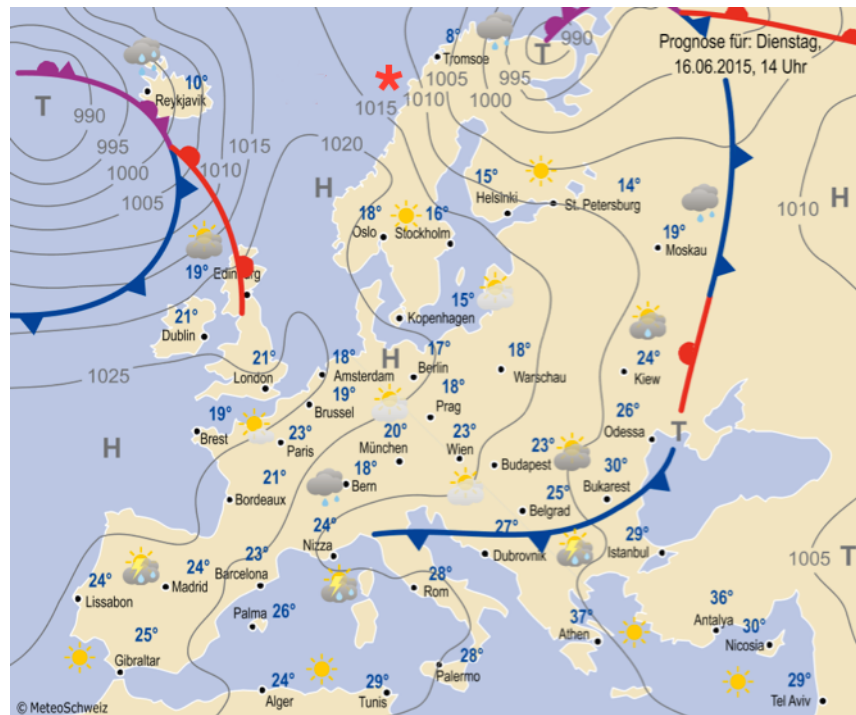 Prognose für: Dienstag,
16.06.2015, 14 Uhr
8°
Tromsoe
T
990
995
1000
1005
1010
1015
10°
Reykjavik
T
990
995
1000
1005
1010
1015
1020
*
H
H
1010
15°
Helsinki
14°
St. Petersburg
18°
Oslo
16°
Stockholm
19°
Moskau
19°
Edinburg
21°
Dublin
15°
Kopenhagen
1025
21°
London
18°
Amsterdam
H
17°
Berlin
18°
Warschau
24°
Kiew
19°
Brussel
18°
Prag
H
19°
Brest
23°
Paris
20°
München
23°
Wien
26°
Odessa
T
21°
Bordeaux
18°
Bern
23°
Budapest
30°
Bukarest
25°
Belgrad
24°
Nizza
27°
Dubrovnik
29°
Istanbul
1005
T
24°
Lissabon
24°
Madrid
23°
Barcelona
28°
Rom
Palma
26°
37°
Athen
36°
Antalya
30°
Nicosia
25°
Gibraltar
28°
Palermo
24°
Alger
29°
Tunis
29°
Tel Aviv
© MeteoSchweiz